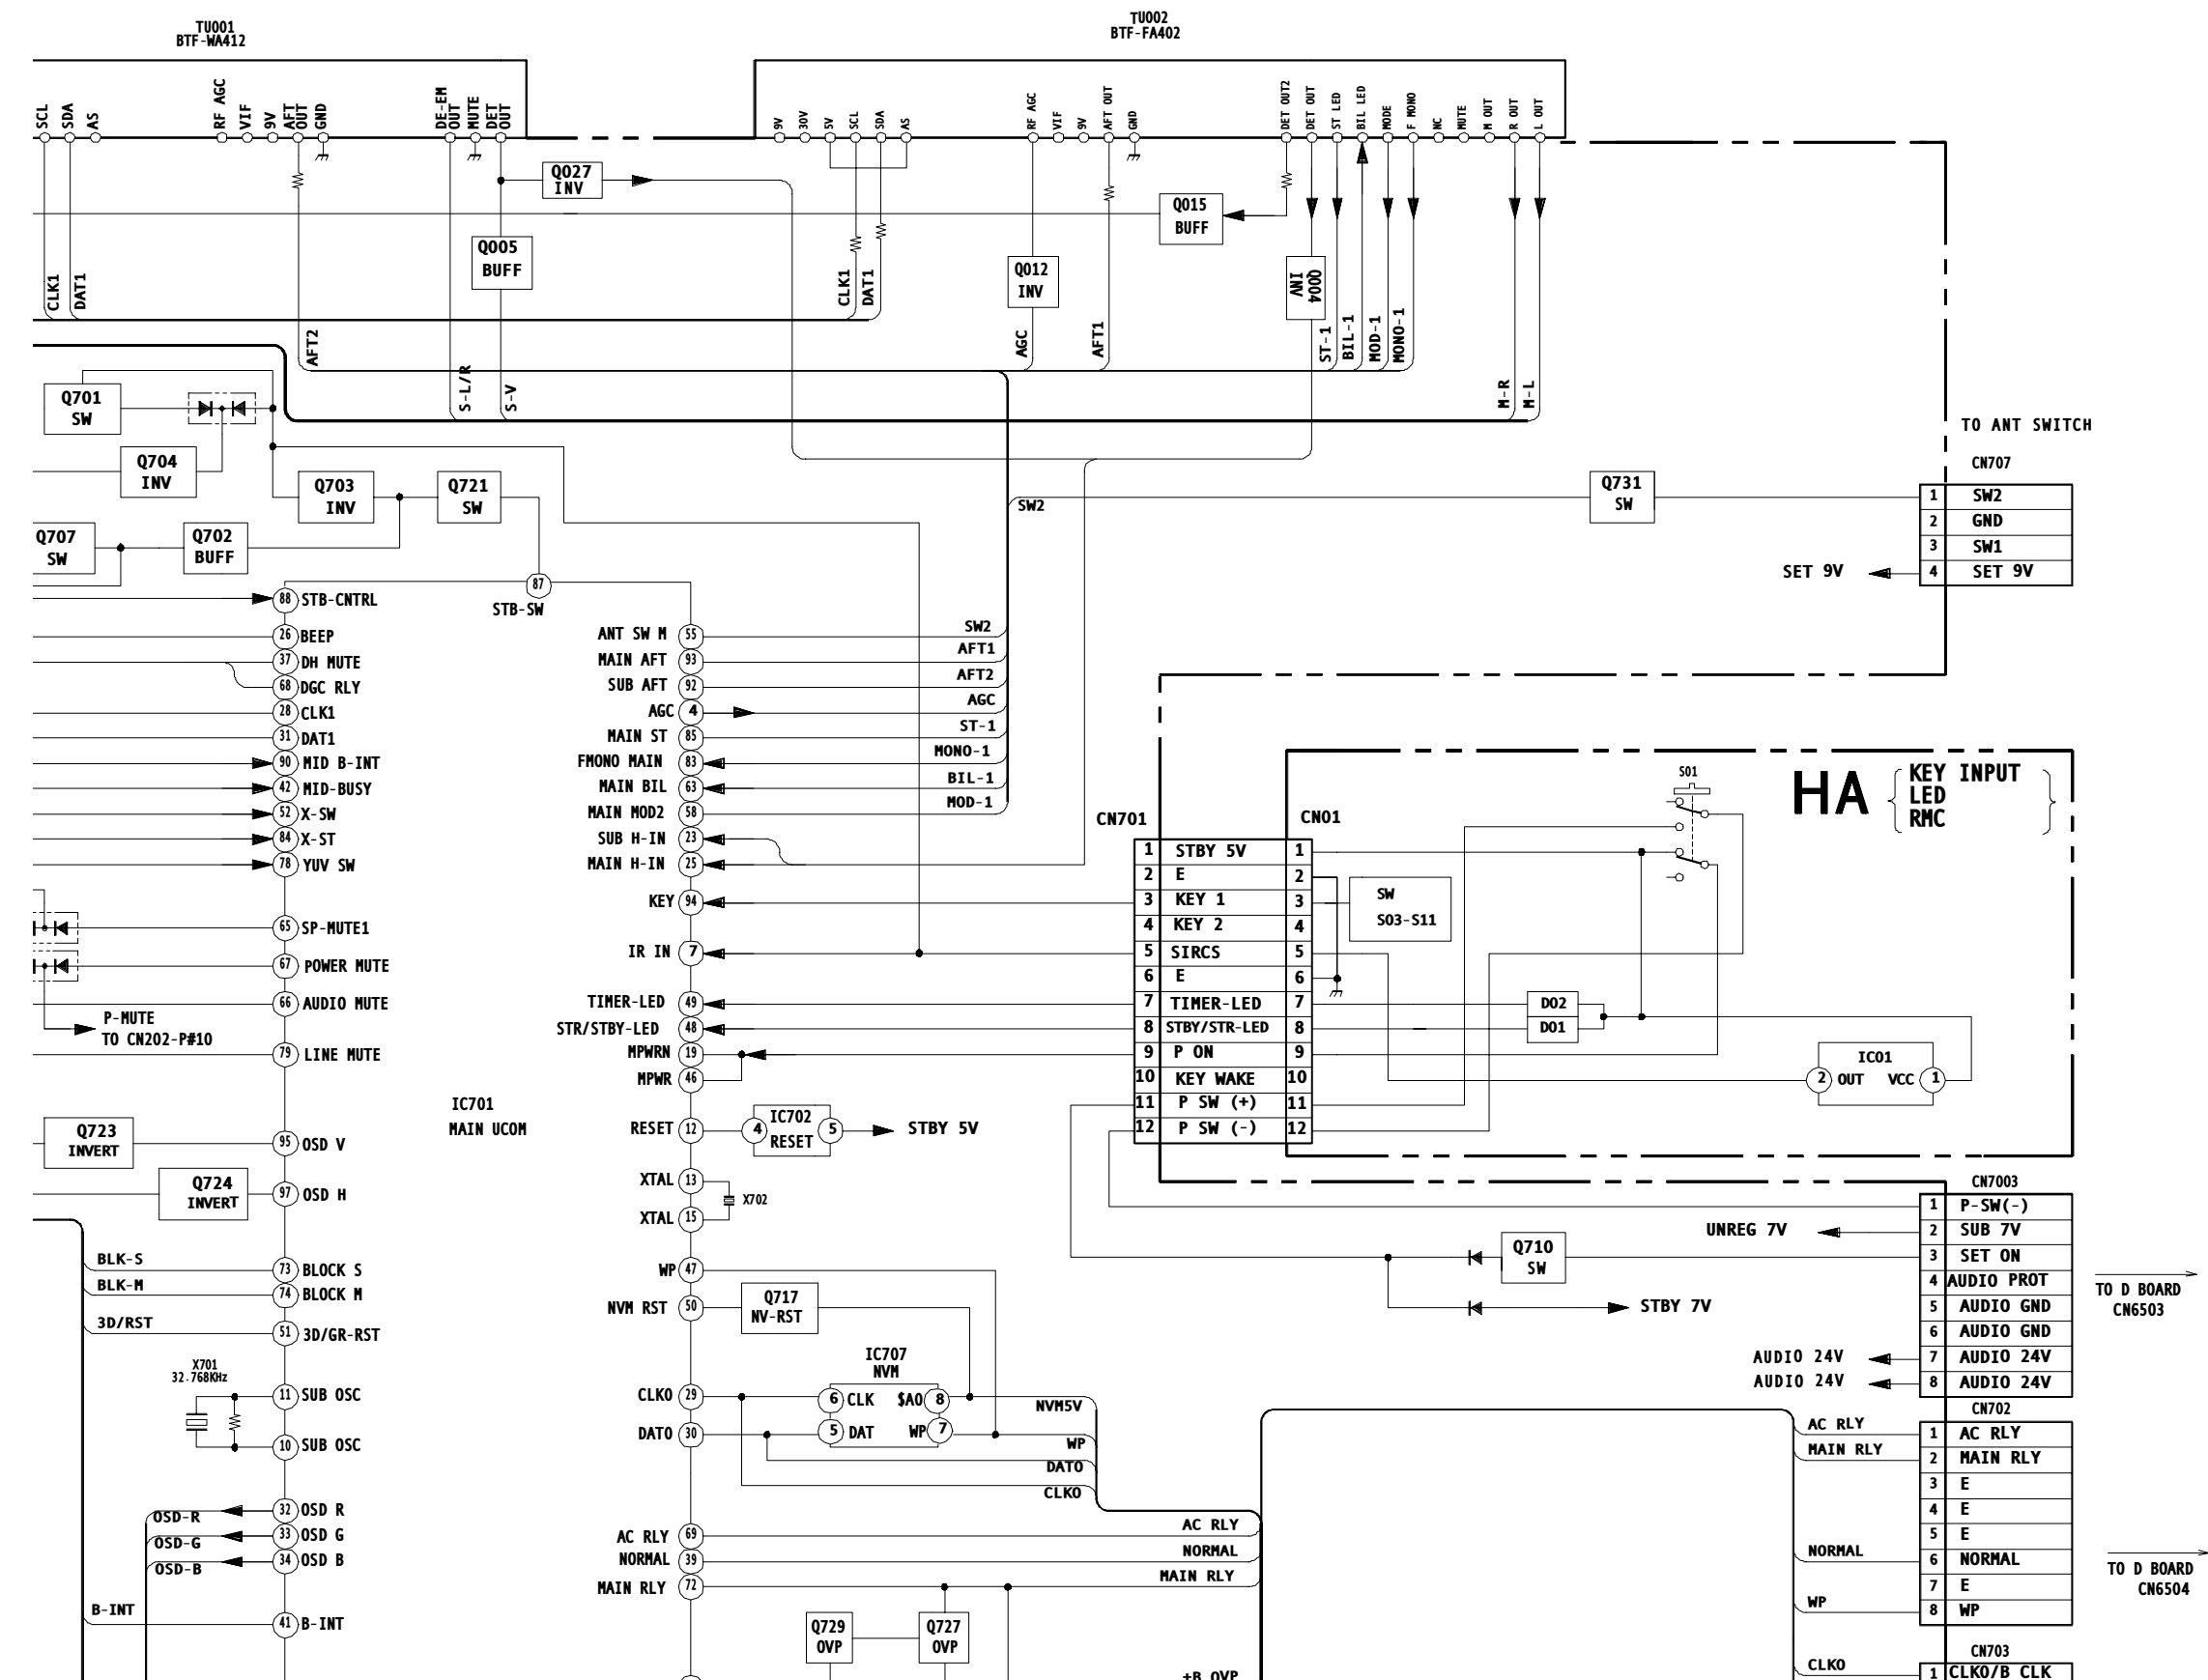 TU001
BTF-WA412
TU002
BTF-FA402
SCL
SDA
AS
RF AGC
VIF
9V
AFT OUT
GND
DE-EM OUT
MUTE
DET OUT
9V
30V
5V
SCL
SDA
AS
RF AGC
VIF
9V
AFT OUT
GND
DET OUT2
DET OUT
ST LED
BIL LED
MODE
F MONO
NC
MUTE
M OUT
R OUT
L OUT
Q027
INV
Q005
BUFF
Q015
BUFF
Q012
INV
Q004
INV
CLK1
DAT1
AFT2
S-L/R
S-V
CLK1
DAT1
AGC
AFT1
ST-1
BIL-1
MOD-1
MONO-1
M-R
M-L
Q701
SW
Q704
INV
Q703
INV
Q721
SW
Q707
SW
Q702
BUFF
SW2
Q731
SW
TO ANT SWITCH
CN707
1 SW2
2 GND
3 SW1
4 SET 9V
SET 9V
87
STB-SW
88 STB-CNTRL
26 BEEP
37 DH MUTE
68 DGC RLY
28 CLK1
31 DAT1
90 MID B-INT
42 MID-BUSY
52 X-SW
84 X-ST
78 YUV SW
65 SP-MUTE1
67 POWER MUTE
66 AUDIO MUTE
P-MUTE
TO CN202-P#10
79 LINE MUTE
Q723
INVERT
95 OSD V
Q724
INVERT
97 OSD H
BLK-S
73 BLOCK S
BLK-M
74 BLOCK M
3D/RST
51 3D/GR-RST
X701
32.768KHz
11 SUB OSC
10 SUB OSC
OSD-R
32 OSD R
OSD-G
33 OSD G
OSD-B
34 OSD B
B-INT
41 B-INT
IC701
MAIN UCOM
ANT SW M 55 SW2
MAIN AFT 93 AFT1
SUB AFT 92 AFT2
AGC 4 AGC
MAIN ST 85 ST-1
FMONO MAIN 83 MONO-1
MAIN BIL 63 BIL-1
MAIN MOD2 58 MOD-1
SUB H-IN 23
MAIN H-IN 25
KEY 94
IR IN 7
TIMER-LED 49
STR/STBY-LED 48
MPWRN 19
MPWR 46
RESET 12
4 IC702 5
RESET
STBY 5V
XTAL 13
X702
XTAL 15
WP 47
NVM RST 50
Q717
NV-RST
IC707
NVM
CLK0 29
6 CLK $A0 8
NVM5V
DAT0 30
5 DAT WP 7
WP
DAT0
CLK0
AC RLY 69 AC RLY
NORMAL 39 NORMAL
MAIN RLY 72 MAIN RLY
Q729
OVP
Q727
OVP
+B OVP
CN701
CN01
1 STBY 5V 1
2 E 2
3 KEY 1 3
4 KEY 2 4
5 SIRCS 5
6 E 6
7 TIMER-LED 7
8 STBY/STR-LED 8
9 P ON 9
10 KEY WAKE 10
11 P SW (+) 11
12 P SW (-) 12
SW
S03-S11
S01
HA
KEY INPUT
LED
RMC
D02
D01
IC01
2 OUT VCC 1
CN7003
1 P-SW(-)
2 SUB 7V
3 SET ON
4 AUDIO PROT
5 AUDIO GND
6 AUDIO GND
7 AUDIO 24V
8 AUDIO 24V
UNREG 7V
Q710
SW
STBY 7V
AUDIO 24V
AUDIO 24V
TO D BOARD
CN6503
CN702
AC RLY
MAIN RLY
1 AC RLY
2 MAIN RLY
3 E
4 E
5 E
NORMAL
6 NORMAL
7 E
WP
8 WP
TO D BOARD
CN6504
CN703
CLK0
1 CLK0/B CLK